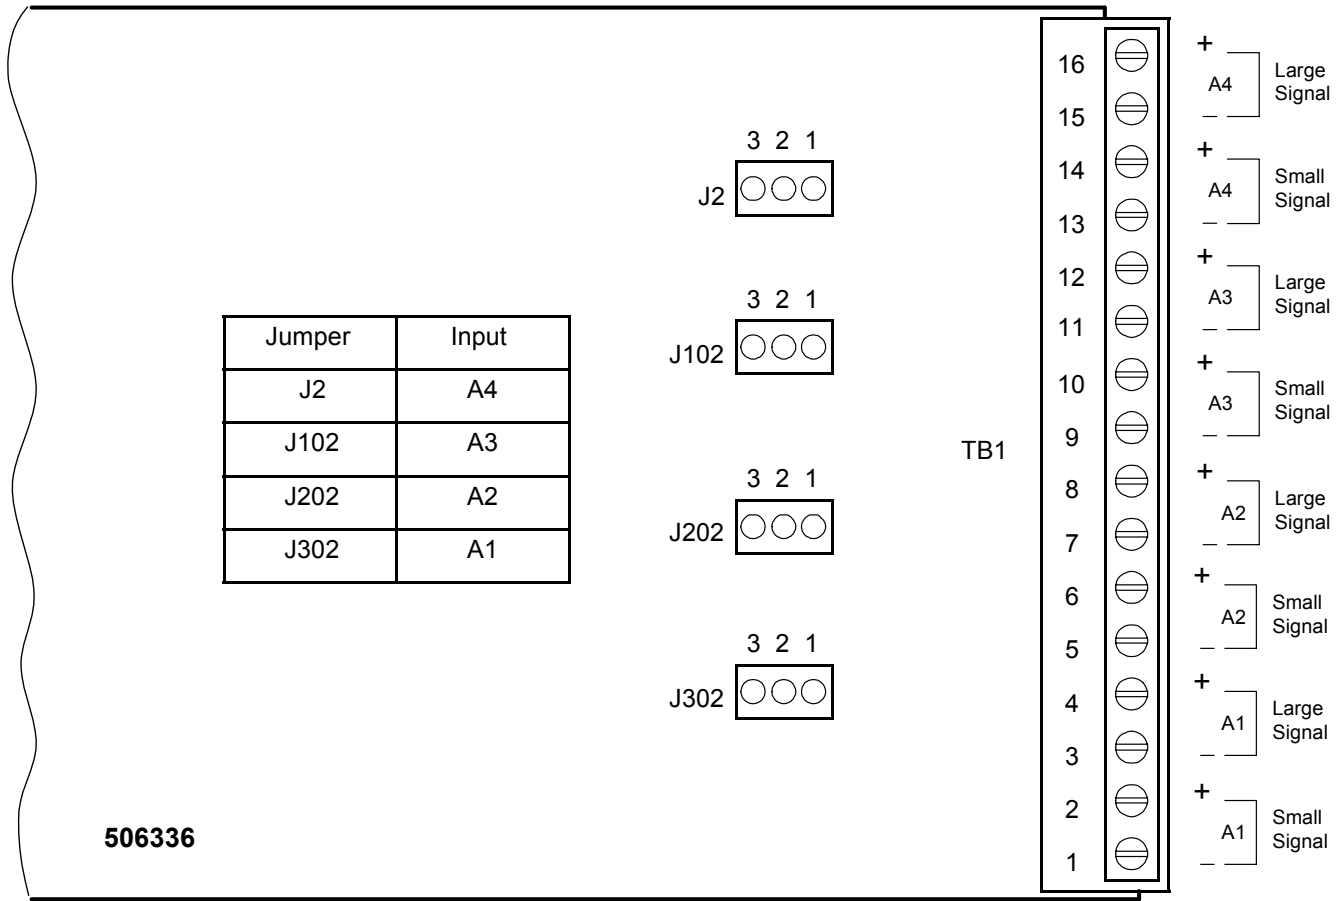 3 2 1
J2
3 2 1
J102
3 2 1
J202
3 2 1
J302
Jumper Input
J2 A4
J102 A3
J202 A2
J302 A1
506336
TB1
16
15
14
13
12
11
10
9
8
7
6
5
4
3
2
1
+
A4
–
Large
Signal
+
A4
–
Small
Signal
+
A3
–
Large
Signal
+
A3
–
Small
Signal
+
A2
–
Large
Signal
+
A2
–
Small
Signal
+
A1
–
Large
Signal
+
A1
–
Small
Signal